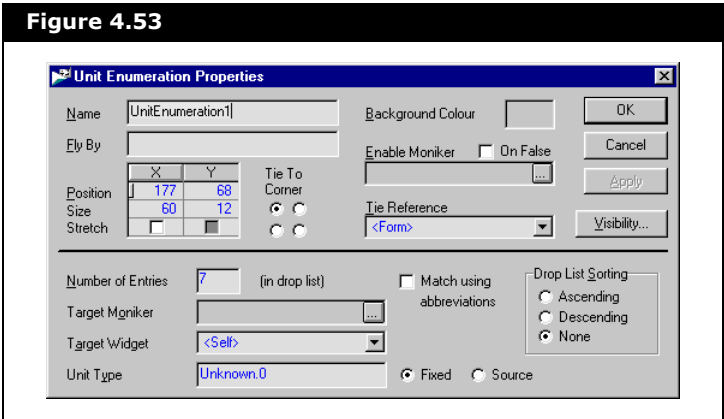 Figure 4.53
Unit Enumeration Properties
Name
UnitEnumeration1
Background Colour
OK
Fly By
Enable Moniker
On False
Cancel
...
X
Y
Tie To
Corner
Apply
Position
177
68
Size
60
12
Stretch
Tie Reference
<Form>
Visibility...
Number of Entries
7
(in drop list)
Match using
abbreviations
Drop List Sorting
Ascending
Descending
None
Target Moniker
...
Target Widget
<Self>
Unit Type
Unknown.0
Fixed
Source